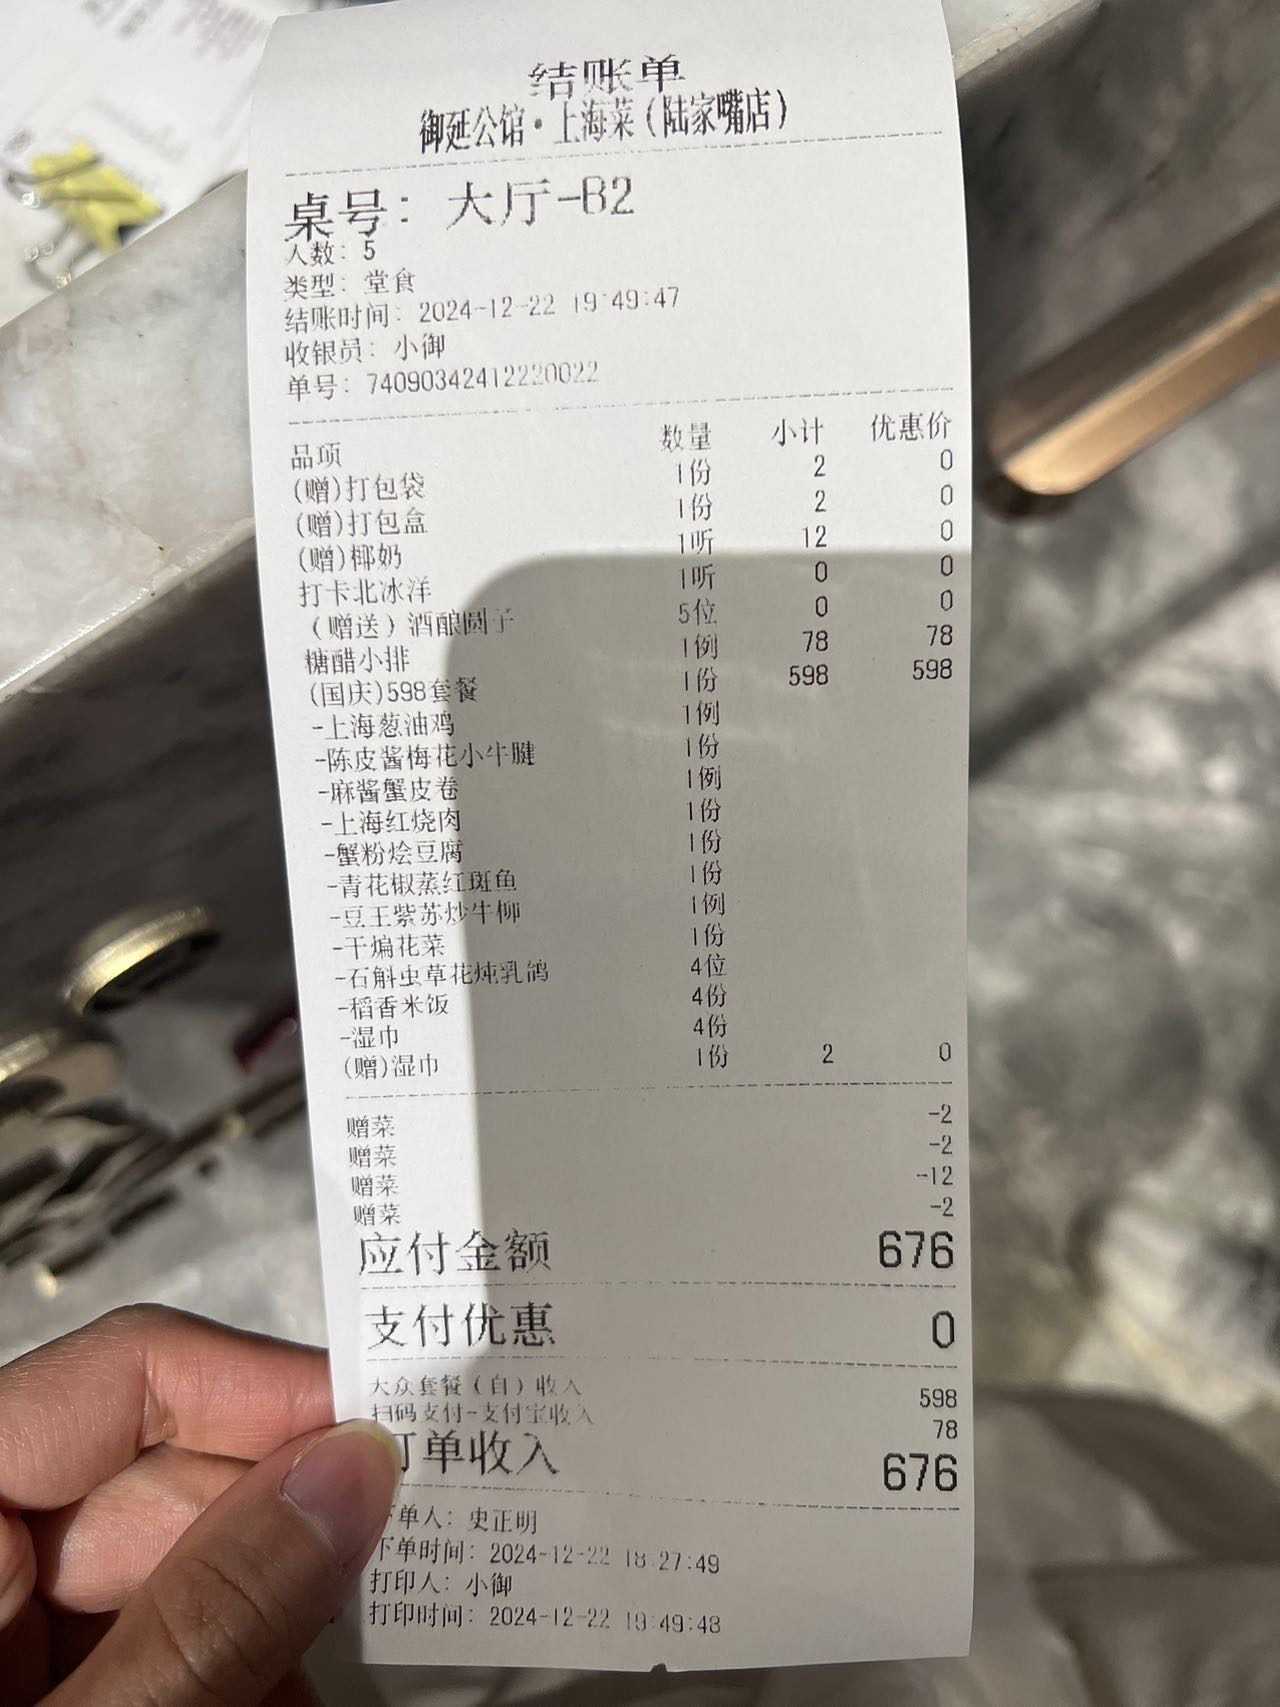 结账单
御延公馆·上海菜(陆家嘴店)
桌号: 大厅-B2
人数: 5
类型: 堂食
结账时间: 2024-12-22 19:49:47
收银员: 小御
单号: 74090342412220022
品项 数量 小计 优惠价
(赠)打包袋 1份 2 0
(赠)打包盒 1份 2 0
(赠)椰奶 1听 12 0
打卡北冰洋 1听 0 0
(赠送)酒酿圆子 5位 0 0
糖醋小排 1例 78 78
(国庆)598套餐 1份 598 598
-上海葱油鸡 1例
-陈皮酱梅花小牛腱 1份
-麻酱蟹皮卷 1例
-上海红烧肉 1份
-蟹粉烩豆腐 1份
-青花椒蒸红斑鱼 1份
-豆王紫苏炒牛柳 1例
-干煸花菜 1份
-石斛虫草花炖乳鸽 4位
-稻香米饭 4份
-湿巾 4份
(赠)湿巾 1份 2 0
赠菜 -2
赠菜 -2
赠菜 -12
赠菜 -2
应付金额 676
支付优惠 0
大众套餐(自)收入 598
扫码支付-支付宝收入 78
订单收入 676
下单人: 史正明
下单时间: 2024-12-22 18:27:49
打印人: 小御
打印时间: 2024-12-22 19:49:48